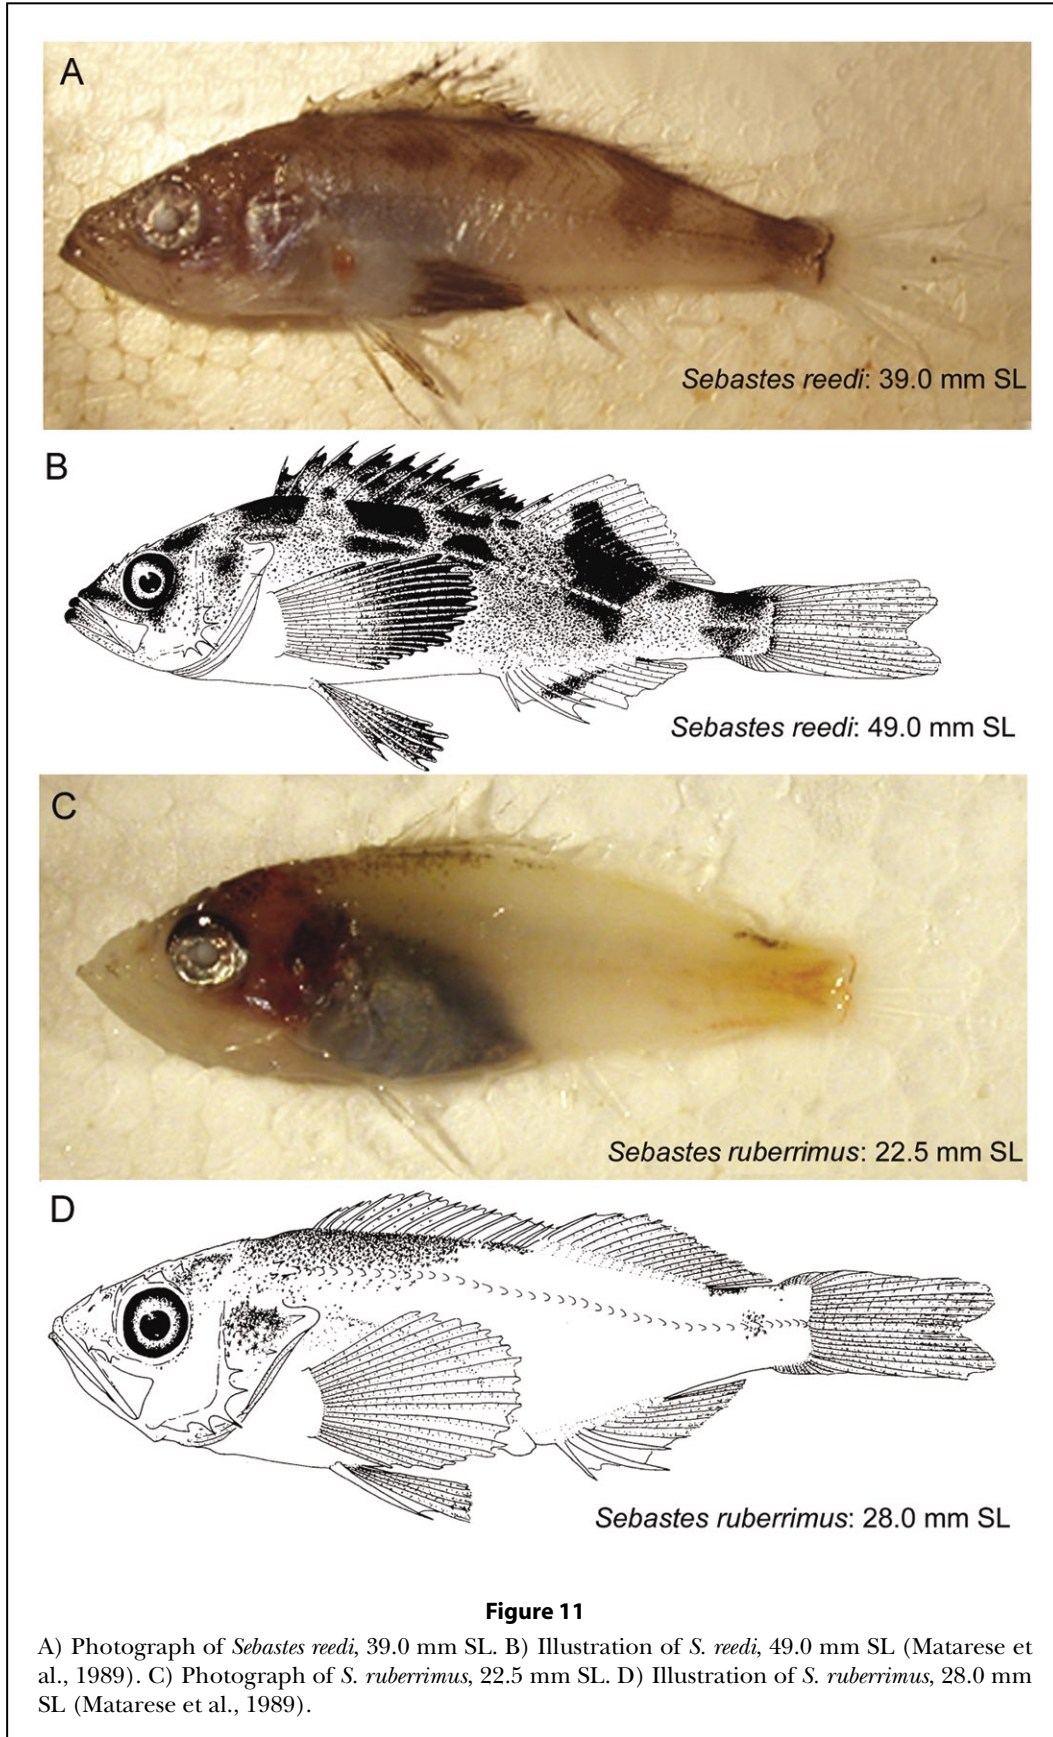 A
Sebastes reedi: 39.0 mm SL
B
Sebastes reedi: 49.0 mm SL
C
Sebastes ruberrimus: 22.5 mm SL
D
Sebastes ruberrimus: 28.0 mm SL
Figure 11
A) Photograph of Sebastes reedi, 39.0 mm SL. B) Illustration of S. reedi, 49.0 mm SL (Matarese et
al., 1989). C) Photograph of S. ruberrimus, 22.5 mm SL. D) Illustration of S. ruberrimus, 28.0 mm
SL (Matarese et al., 1989).